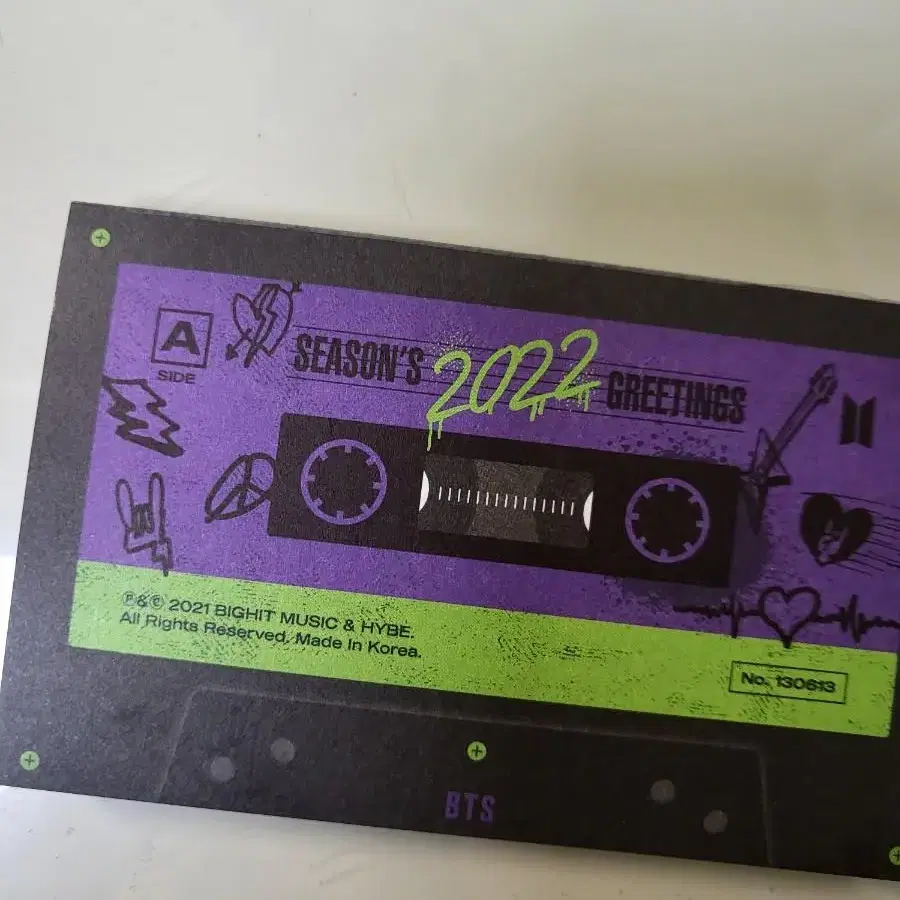 A
SIDE
SEASON'S 2022 GREETINGS
℗&© 2021 BIGHIT MUSIC & HYBE.
All Rights Reserved. Made In Korea.
No. 130613
BTS